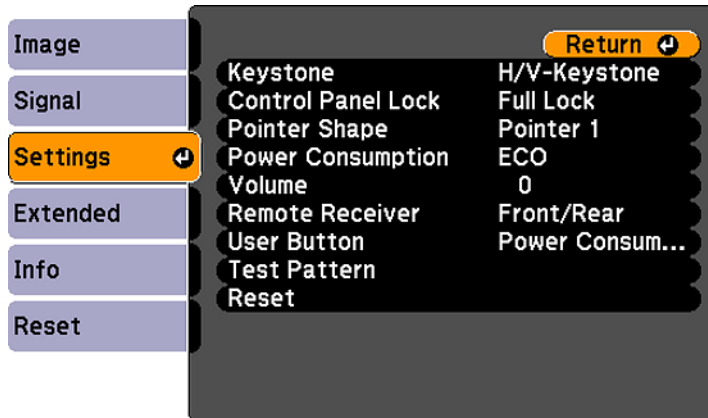 Image
Signal
Settings
Extended
Info
Reset
Return
Keystone H/V-Keystone
Control Panel Lock Full Lock
Pointer Shape Pointer 1
Power Consumption ECO
Volume 0
Remote Receiver Front/Rear
User Button Power Consum...
Test Pattern
Reset